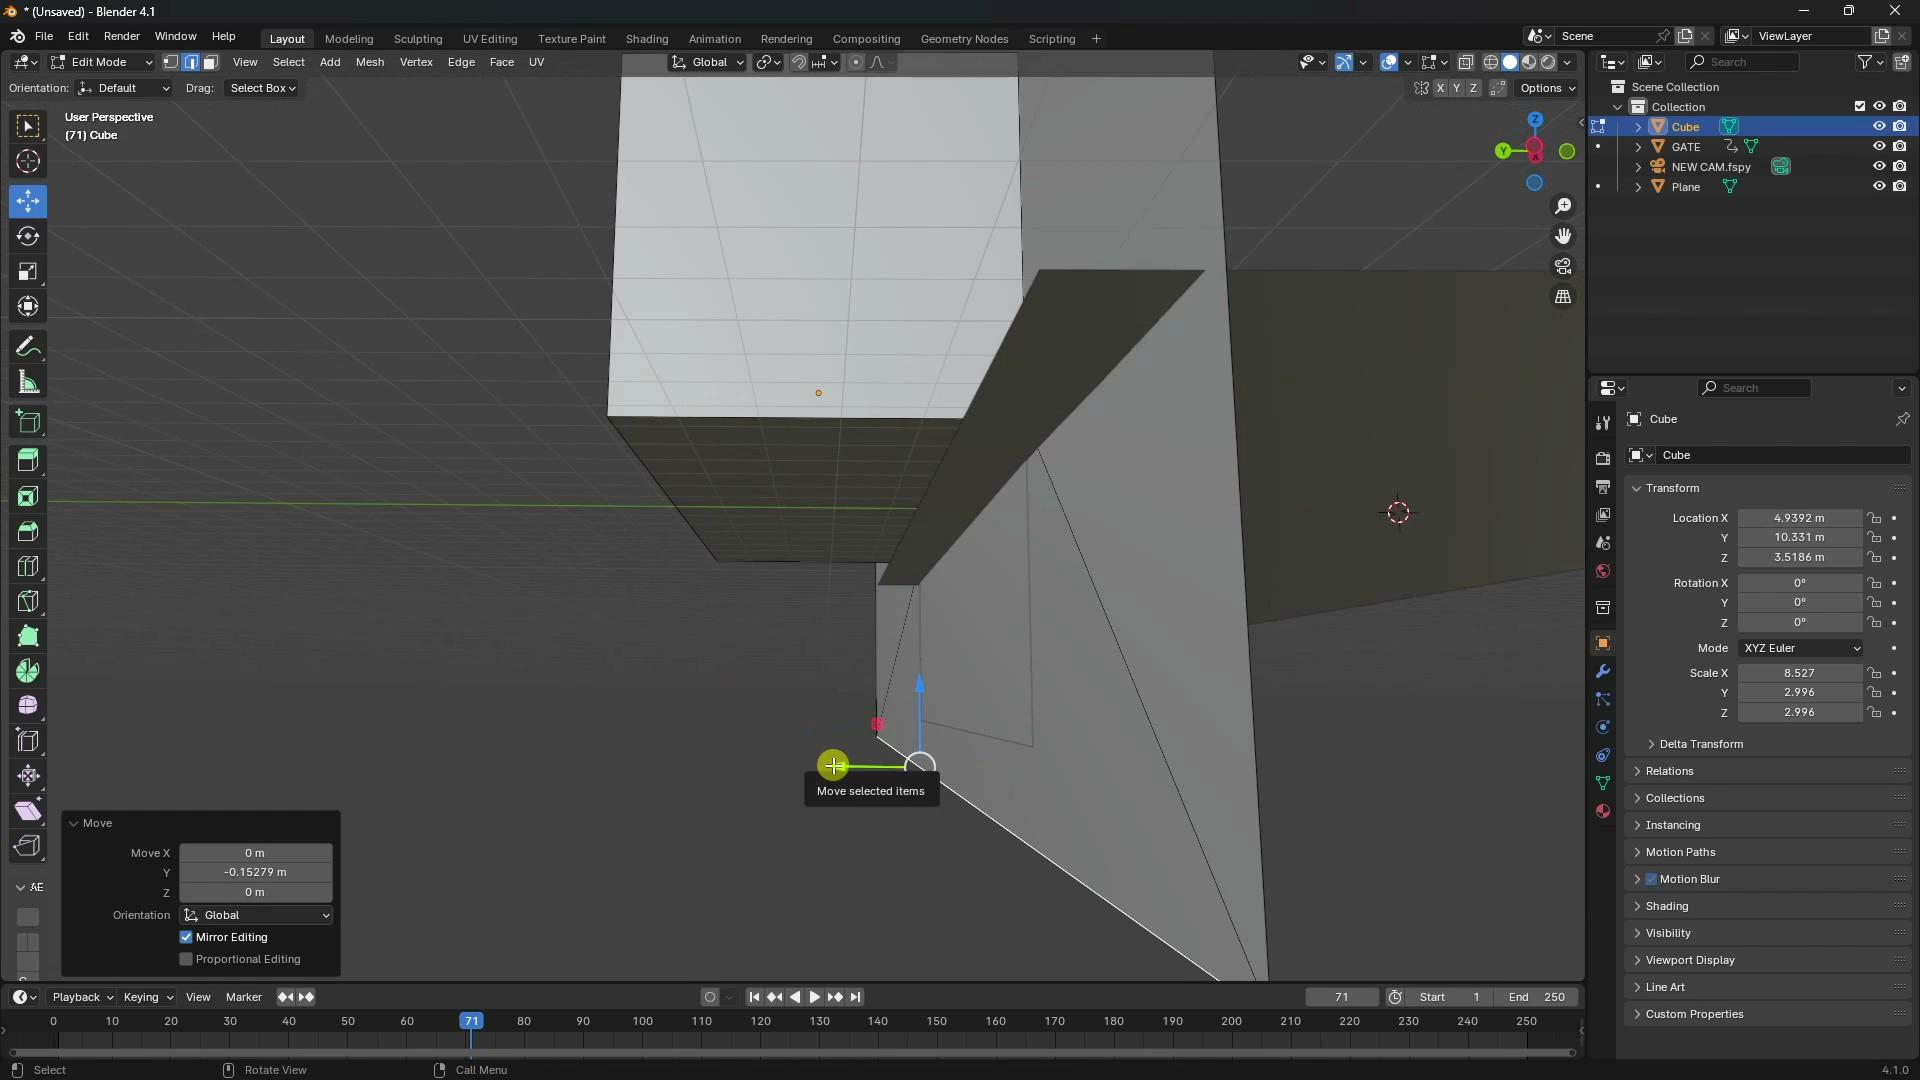 * (Unsaved) - Blender 4.1
File Edit Render Window Help
Layout Modeling Sculpting UV Editing Texture Paint Shading Animation Rendering Compositing Geometry Nodes Scripting +
Scene
ViewLayer
Edit Mode View Select Add Mesh Vertex Edge Face UV
Global
Orientation: Default Drag: Select Box
X Y Z Options
User Perspective
(71) Cube
Z
Y
X
Move selected items
Move
Move X 0 m
Y -0.15279 m
Z 0 m
Orientation Global
Mirror Editing
Proportional Editing
AE
Search
Scene Collection
Collection
Cube
GATE
NEW CAM.fspy
Plane
Search
Cube
Cube
Transform
Location X 4.9392 m
Y 10.331 m
Z 3.5186 m
Rotation X 0°
Y 0°
Z 0°
Mode XYZ Euler
Scale X 8.527
Y 2.996
Z 2.996
Delta Transform
Relations
Collections
Instancing
Motion Paths
Motion Blur
Shading
Visibility
Viewport Display
Line Art
Custom Properties
Playback Keying View Marker
71 Start 1 End 250
0 10 20 30 40 50 60 71 80 90 100 110 120 130 140 150 160 170 180 190 200 210 220 230 240 250
Select Rotate View Call Menu 4.1.0